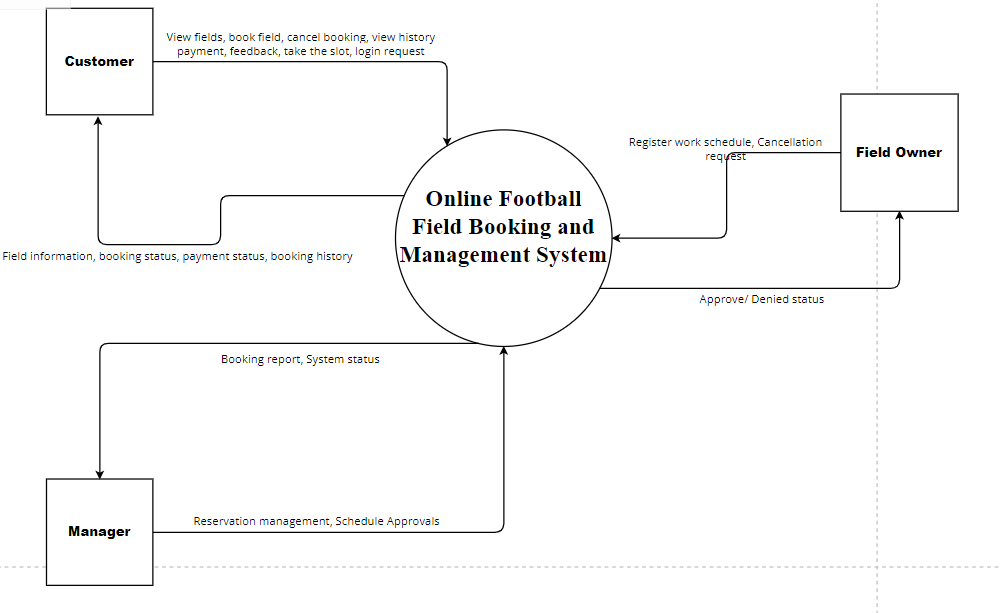 View fields, book field, cancel booking, view history
payment, feedback, take the slot, login request
Customer
Register work schedule, Cancellation
request
Field Owner
Online Football
Field Booking and
Management System
Field information, booking status, payment status, booking history
Approve/ Denied status
Booking report, System status
Reservation management, Schedule Approvals
Manager